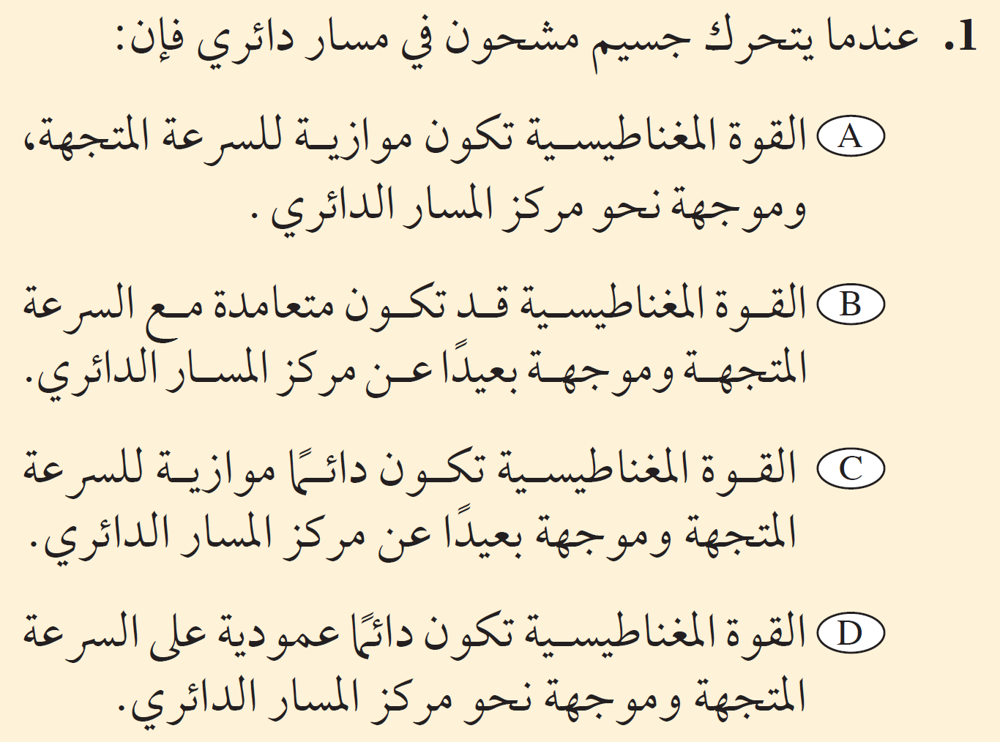 1. عندما يتحرك جسيم مشحون في مسار دائري فإن:
A القوة المغناطيسية تكون موازية للسرعة المتجهة،
وموجهة نحو مركز المسار الدائري .
B القوة المغناطيسية قد تكون متعامدة مع السرعة
المتجهة وموجهة بعيدًا عن مركز المسار الدائري.
C القوة المغناطيسية تكون دائمًا موازية للسرعة
المتجهة وموجهة بعيدًا عن مركز المسار الدائري.
D القوة المغناطيسية تكون دائمًا عمودية على السرعة
المتجهة وموجهة نحو مركز المسار الدائري.